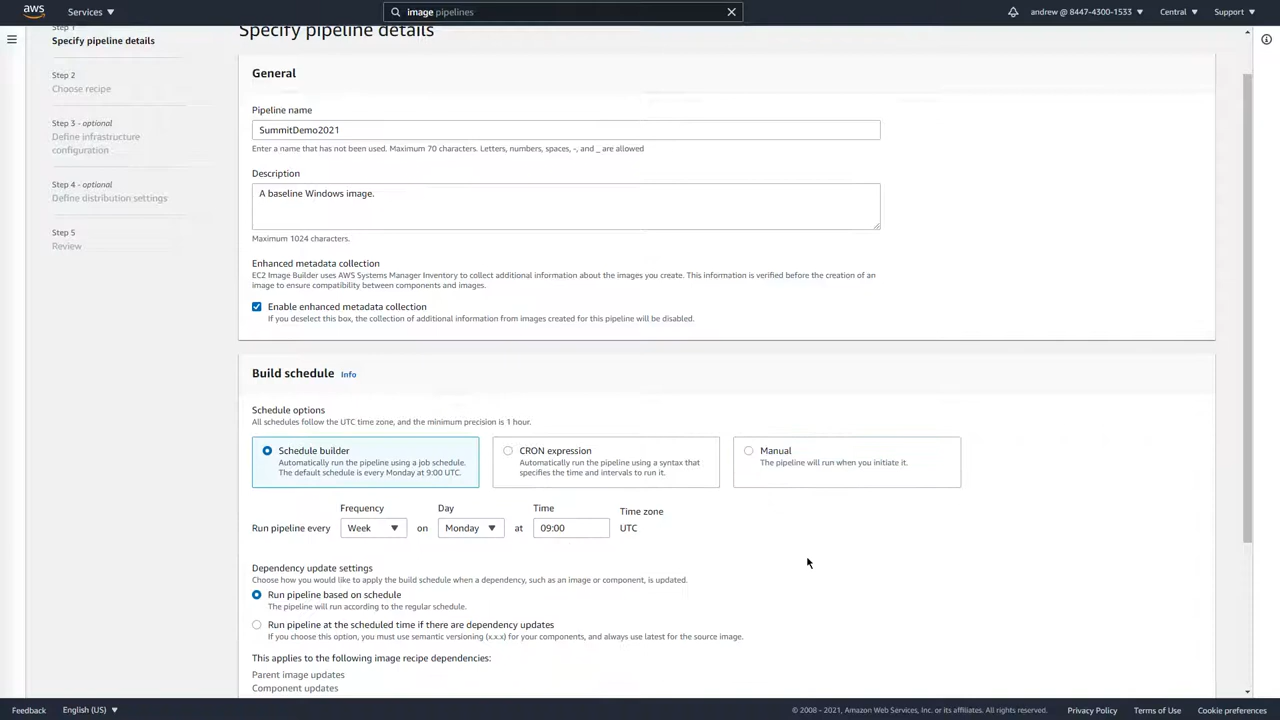 aws
Services
image pipelines
andrew @ 8447-4300-1533
Central
Support
Step 1
Specify pipeline details
Step 2
Choose recipe
Step 3 - optional
Define infrastructure
configuration
Step 4 - optional
Define distribution settings
Step 5
Review
Specify pipeline details
General
Pipeline name
SummitDemo2021
Enter a name that has not been used. Maximum 70 characters. Letters, numbers, spaces, -, and _ are allowed
Description
A baseline Windows image.
Maximum 1024 characters.
Enhanced metadata collection
EC2 Image Builder uses AWS Systems Manager Inventory to collect additional information about the images you create. This information is verified before the creation of an
image to ensure compatibility between components and images.
Enable enhanced metadata collection
If you deselect this box, the collection of additional information from images created for this pipeline will be disabled.
Build schedule Info
Schedule options
All schedules follow the UTC time zone, and the minimum precision is 1 hour.
Schedule builder
Automatically run the pipeline using a job schedule.
The default schedule is every Monday at 9:00 UTC.
CRON expression
Automatically run the pipeline using a syntax that
specifies the time and intervals to run it.
Manual
The pipeline will run when you initiate it.
Frequency Day Time Time zone
Run pipeline every Week on Monday at 09:00 UTC
Dependency update settings
Choose how you would like to apply the build schedule when a dependency, such as an image or component, is updated.
Run pipeline based on schedule
The pipeline will run according to the regular schedule.
Run pipeline at the scheduled time if there are dependency updates
If you choose this option, you must use semantic versioning (x.x.x) for your components, and always use latest for the source image.
This applies to the following image recipe dependencies:
Parent image updates
Component updates
Feedback
English (US)
© 2008 - 2021, Amazon Web Services, Inc. or its affiliates. All rights reserved.
Privacy Policy
Terms of Use
Cookie preferences